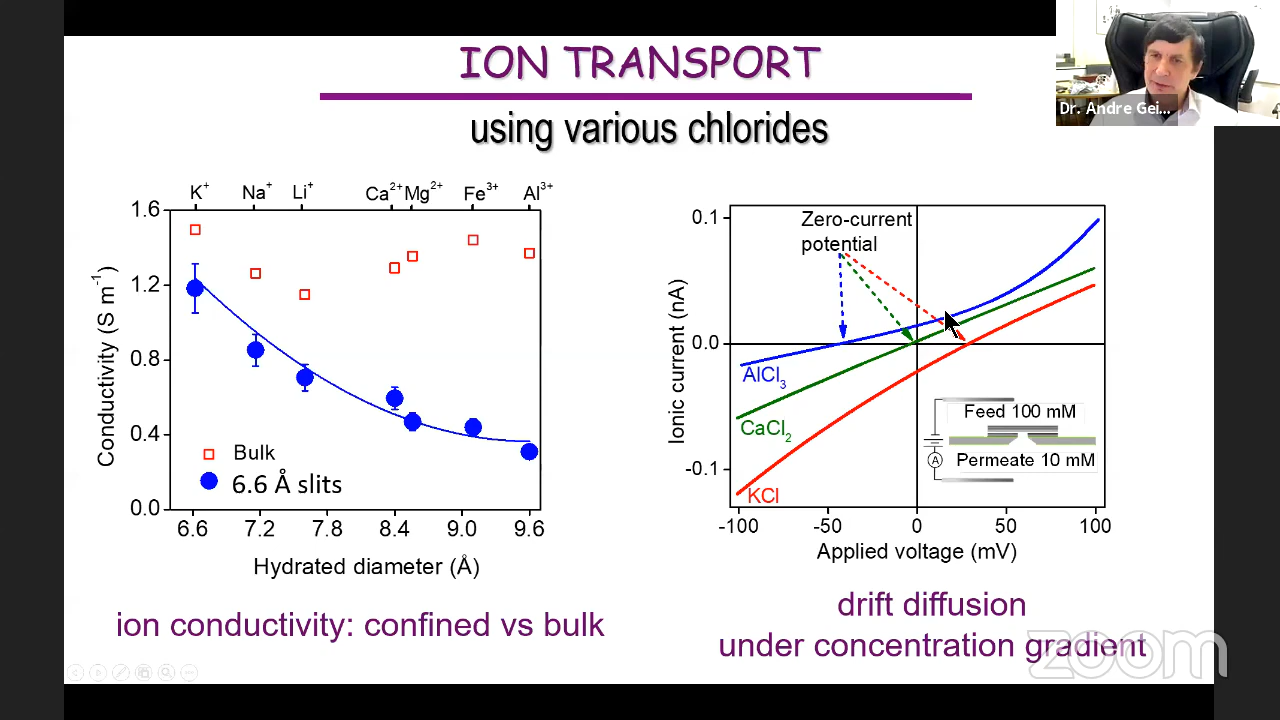 ION TRANSPORT
using various chlorides
Dr. Andre Gei...
K+ Na+ Li+ Ca2+ Mg2+ Fe3+ Al3+
1.6
1.2
0.8
0.4
0.0
Conductivity (S m-1)
Bulk
6.6 Å slits
6.6 7.2 7.8 8.4 9.0 9.6
Hydrated diameter (Å)
ion conductivity: confined vs bulk
0.1
0.0
-0.1
Ionic current (nA)
Zero-current
potential
AlCl3
CaCl2
KCl
Feed 100 mM
A
Permeate 10 mM
-100 -50 0 50 100
Applied voltage (mV)
drift diffusion
under concentration gradient
zoom